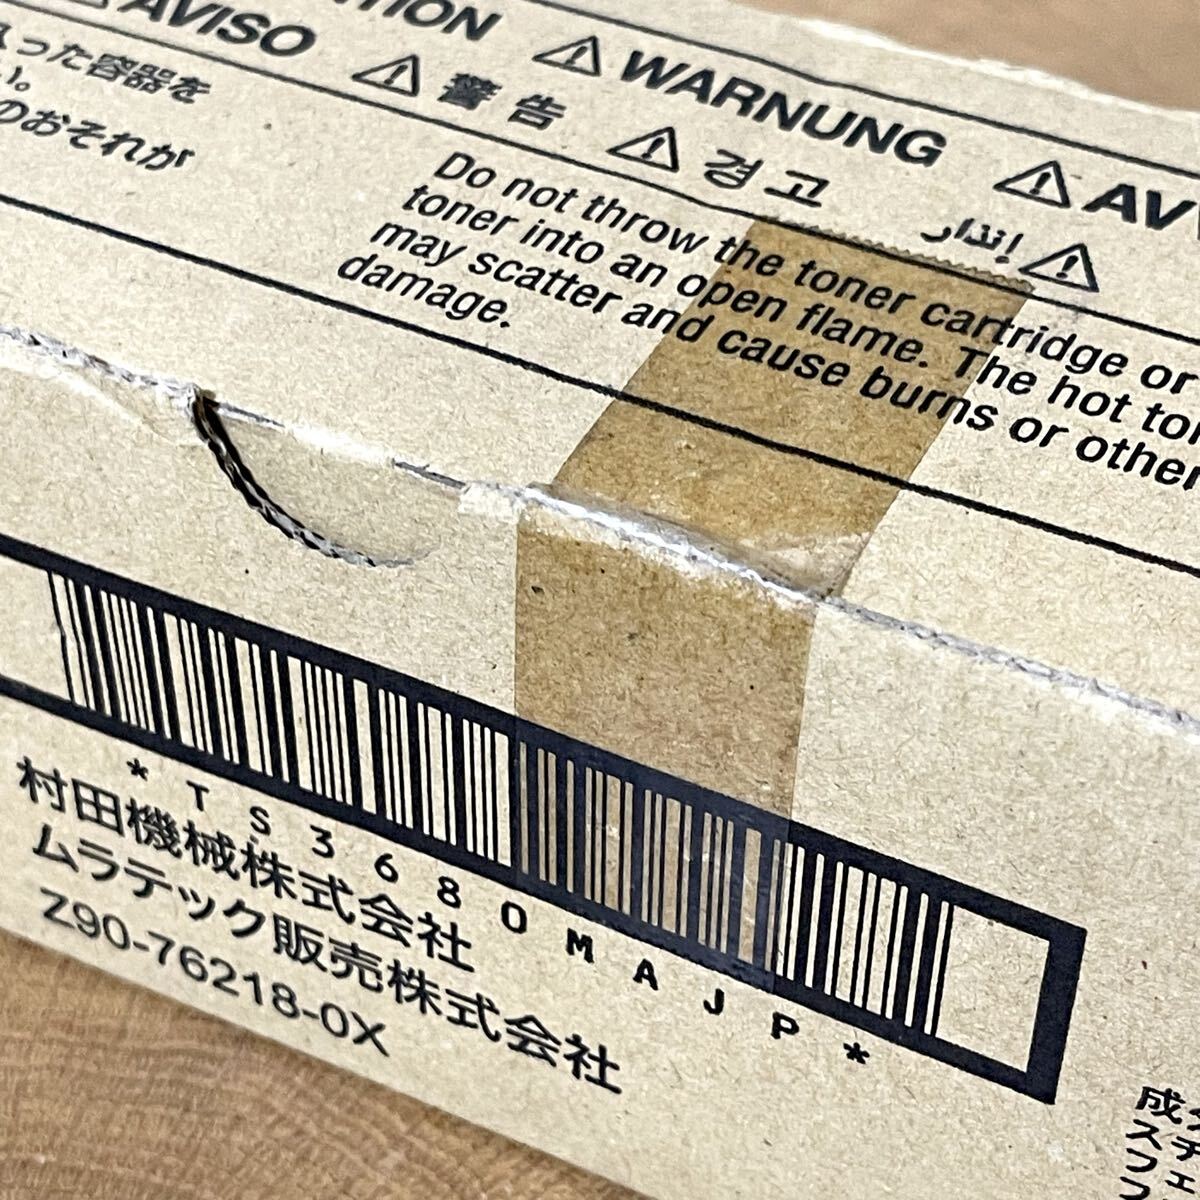 AVISO
WARNUNG
警告
경고
إنذار
入った容器を
のおそれが
Do not throw the toner cartridge or
toner into an open flame. The hot
may scatter and cause burns or other
damage.
*TS3680MAJP*
村田機械株式会社
ムラテック販売株式会社
Z90-76218-0X